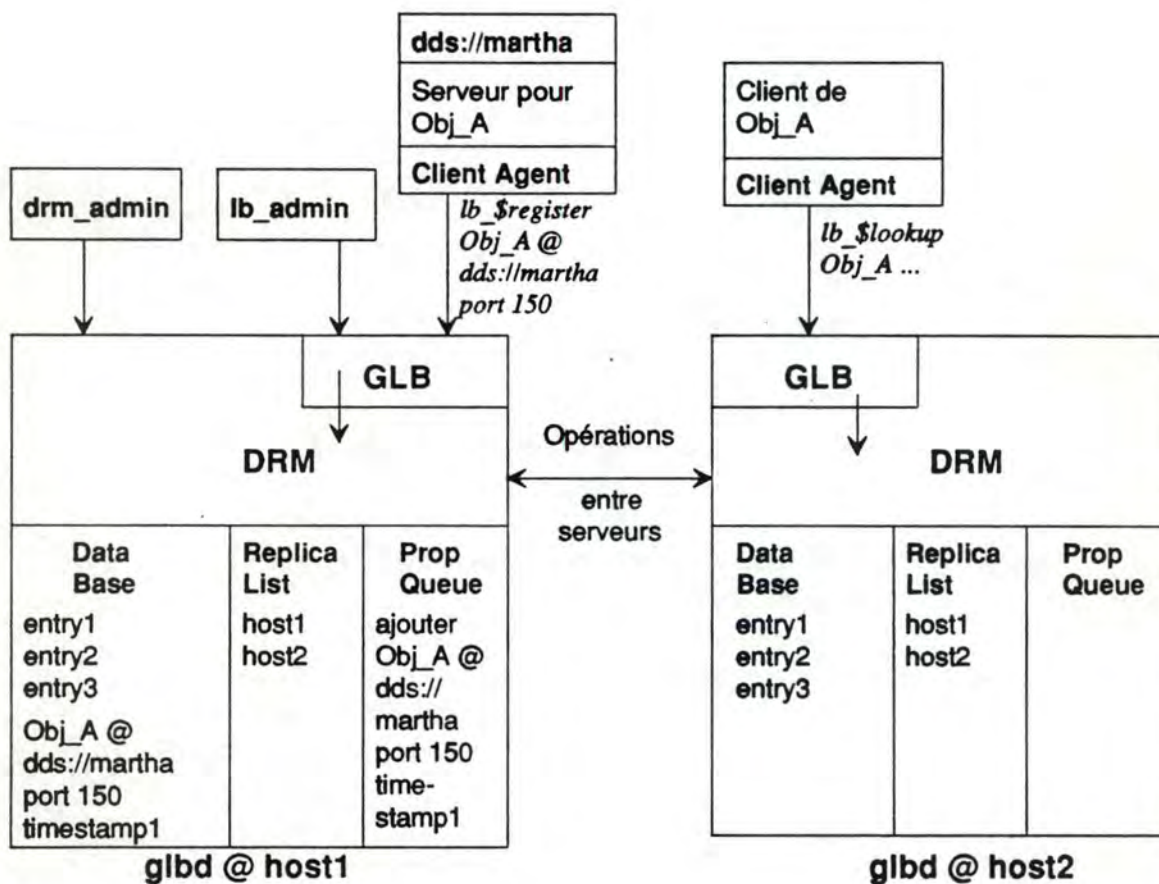 dds://martha
Serveur pour
Obj_A
Client Agent
Client de
Obj_A
Client Agent
drm_admin
lb_admin
lb_$register
Obj_A @
dds://martha
port 150
lb_$lookup
Obj_A ...
GLB
DRM
Opérations
entre
serveurs
GLB
DRM
Data
Base
entry1
entry2
entry3
Obj_A @
dds://martha
port 150
timestamp1
Replica
List
host1
host2
Prop
Queue
ajouter
Obj_A @
dds://
martha
port 150
time-
stamp1
Data
Base
entry1
entry2
entry3
Replica
List
host1
host2
Prop
Queue
glbd @ host1
glbd @ host2